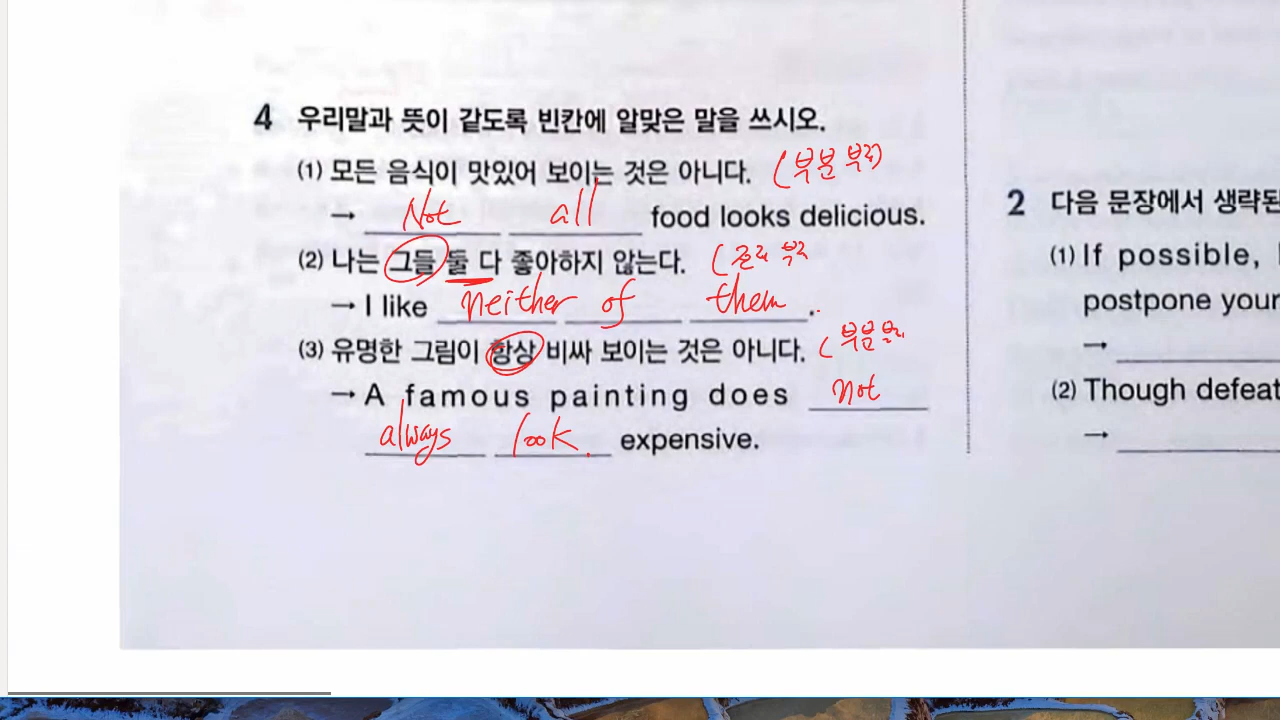 4 우리말과 뜻이 같도록 빈칸에 알맞은 말을 쓰시오.
(1) 모든 음식이 맛있어 보이는 것은 아니다. (부분 부정)
→ Not all food looks delicious.
(2) 나는 그들 둘 다 좋아하지 않는다. (
→ I like neither of them.
(3) 유명한 그림이 항상 비싸 보이는 것은 아니다. (부분
→ A famous painting does not
always look expensive.
2 다음 문장에서 생략된
(1) If possible,
postpone your
→
(2) Though defeat
→